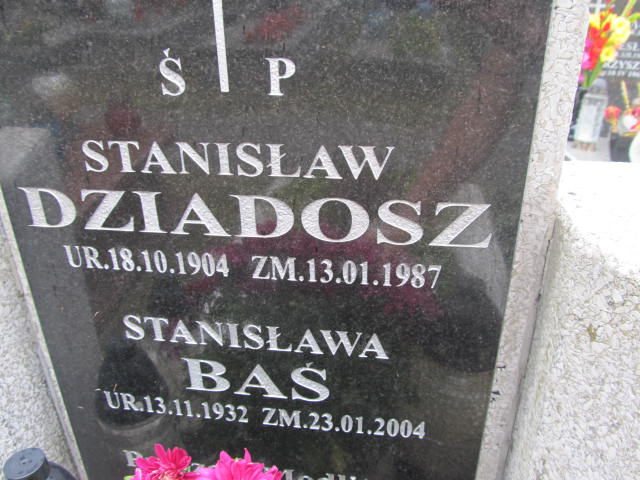 Ś P
STANISŁAW
DZIADOSZ
UR.18.10.1904 ZM.13.01.1987
STANISŁAWA
BAŚ
UR.13.11.1932 ZM.23.01.2004